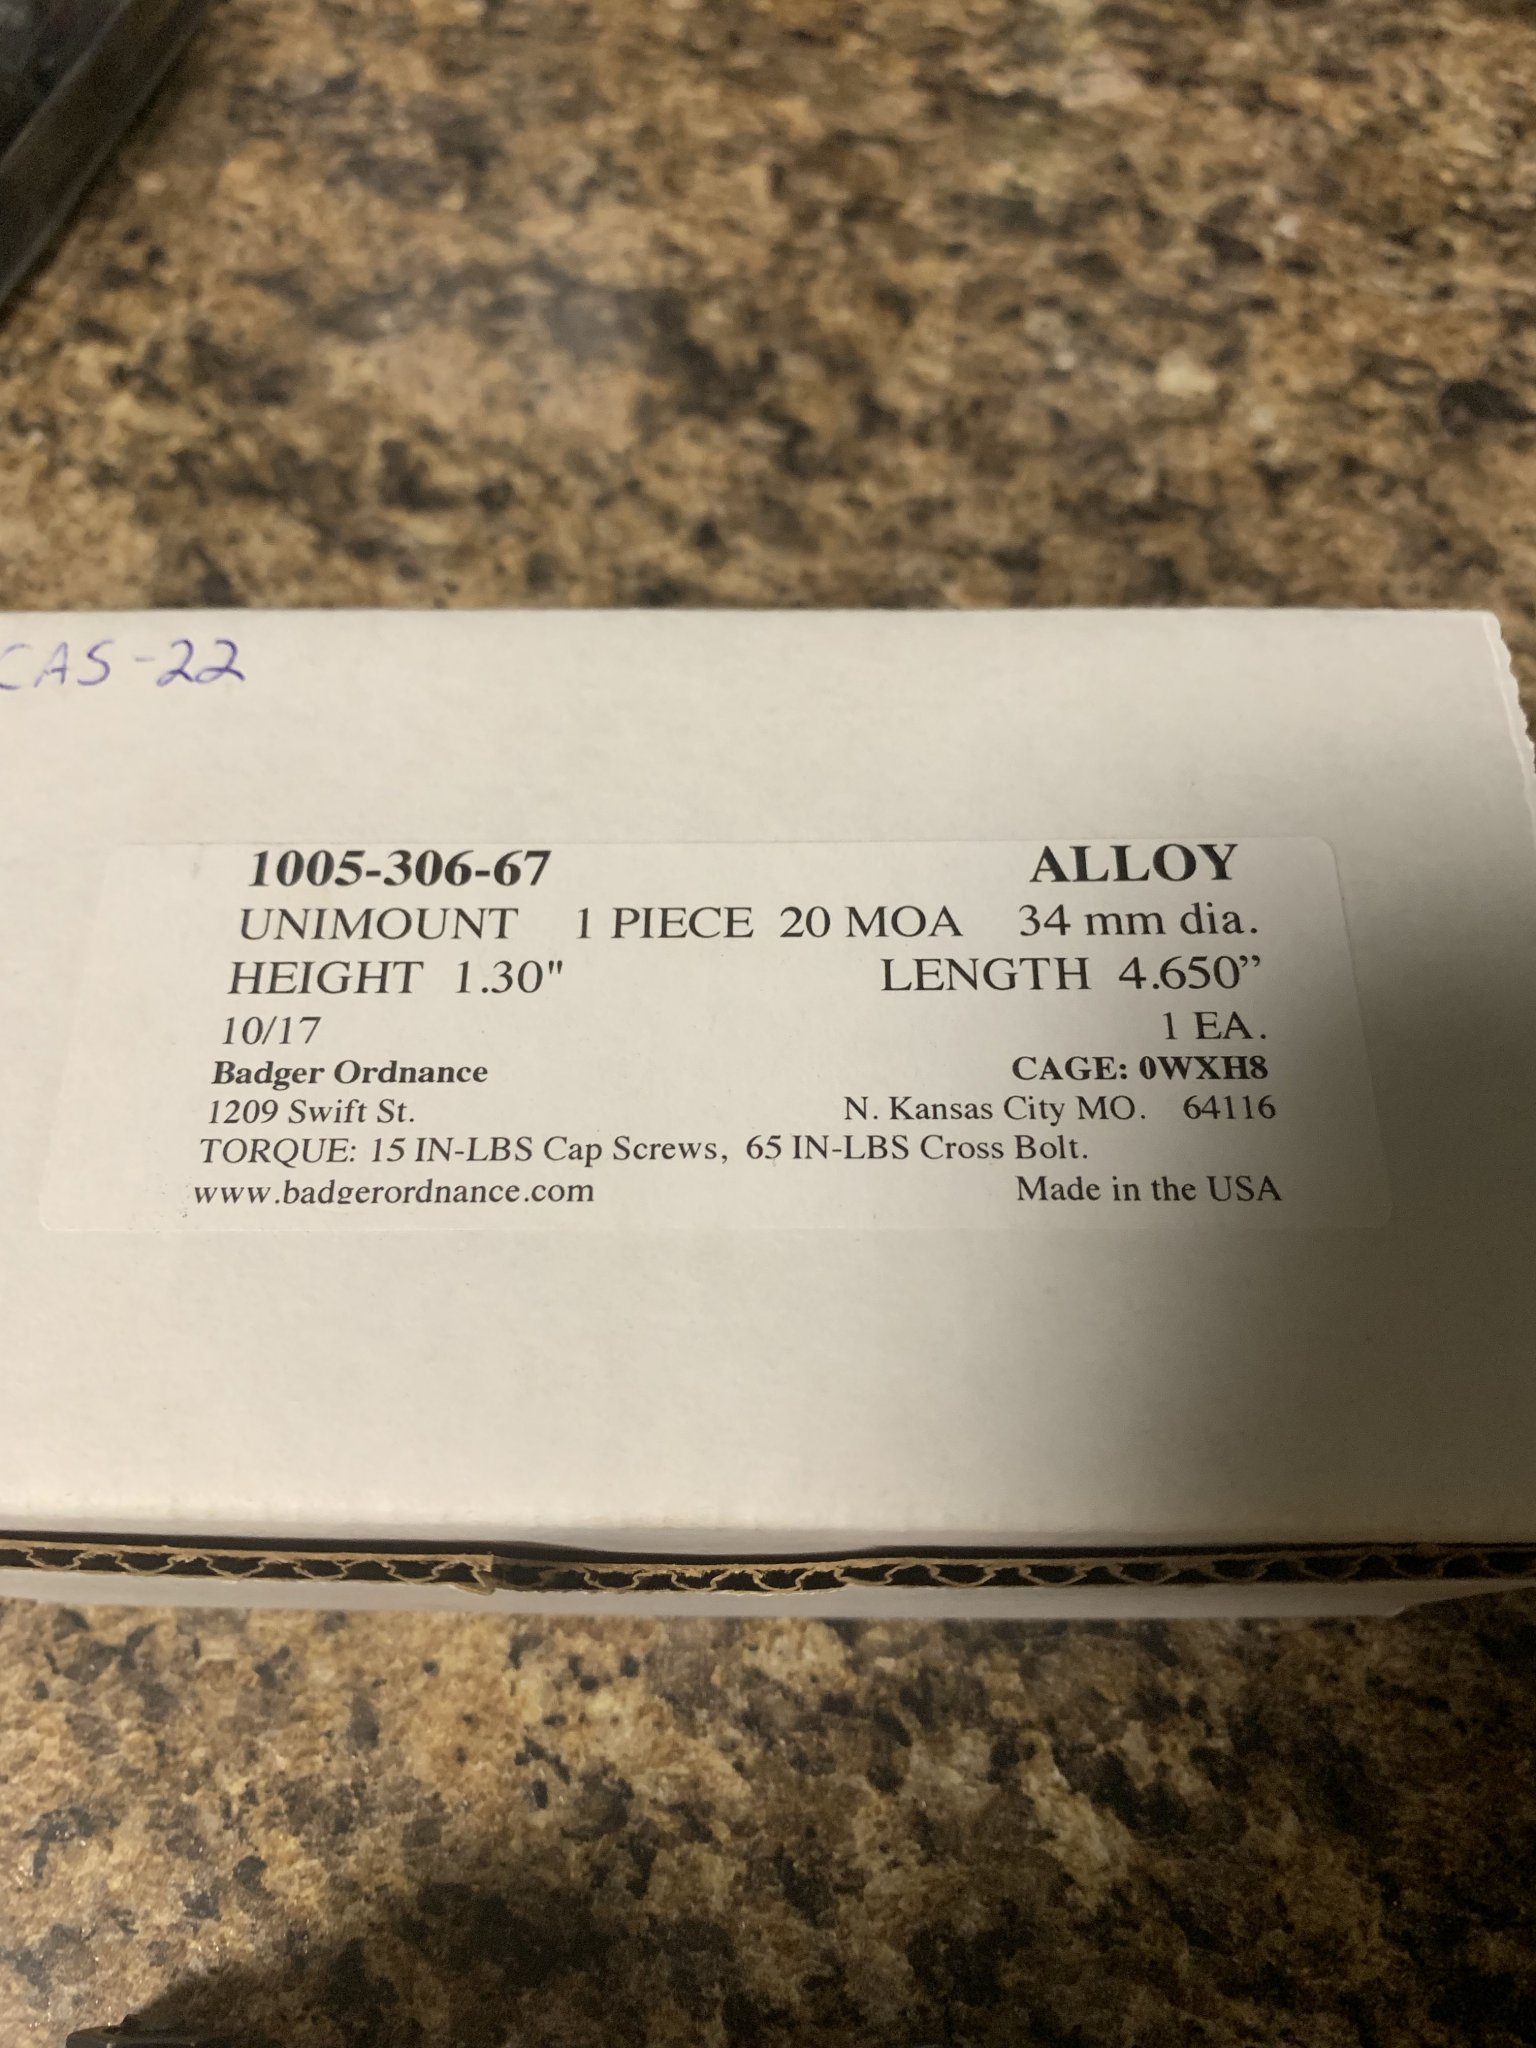 CAS-22
1005-306-67 ALLOY
UNIMOUNT 1 PIECE 20 MOA 34 mm dia.
HEIGHT 1.30" LENGTH 4.650”
10/17 1 EA.
Badger Ordnance CAGE: 0WXH8
1209 Swift St. N. Kansas City MO. 64116
TORQUE: 15 IN-LBS Cap Screws, 65 IN-LBS Cross Bolt.
www.badgerordnance.com Made in the USA